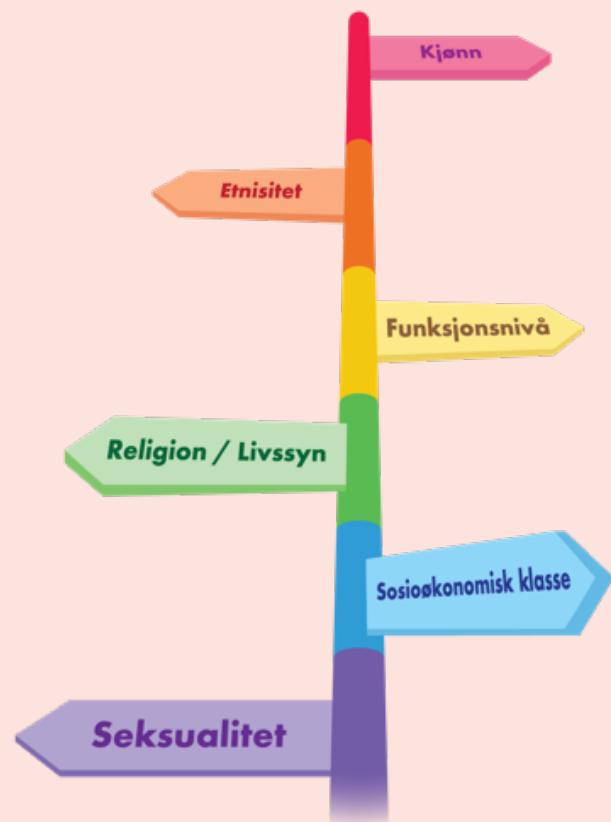 Kjønn
Etnisitet
Funksjonsnivå
Religion / Livssyn
Sosioøkonomisk klasse
Seksualitet